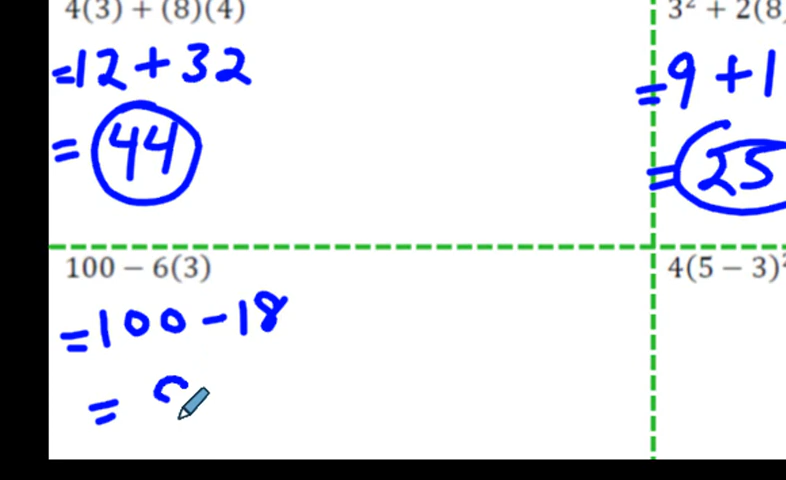 4(3) + (8)(4)
=12+32
= 44
3² + 2(8
=9+1
=25
100 − 6(3)
=100-18
=
4(5 − 3)²